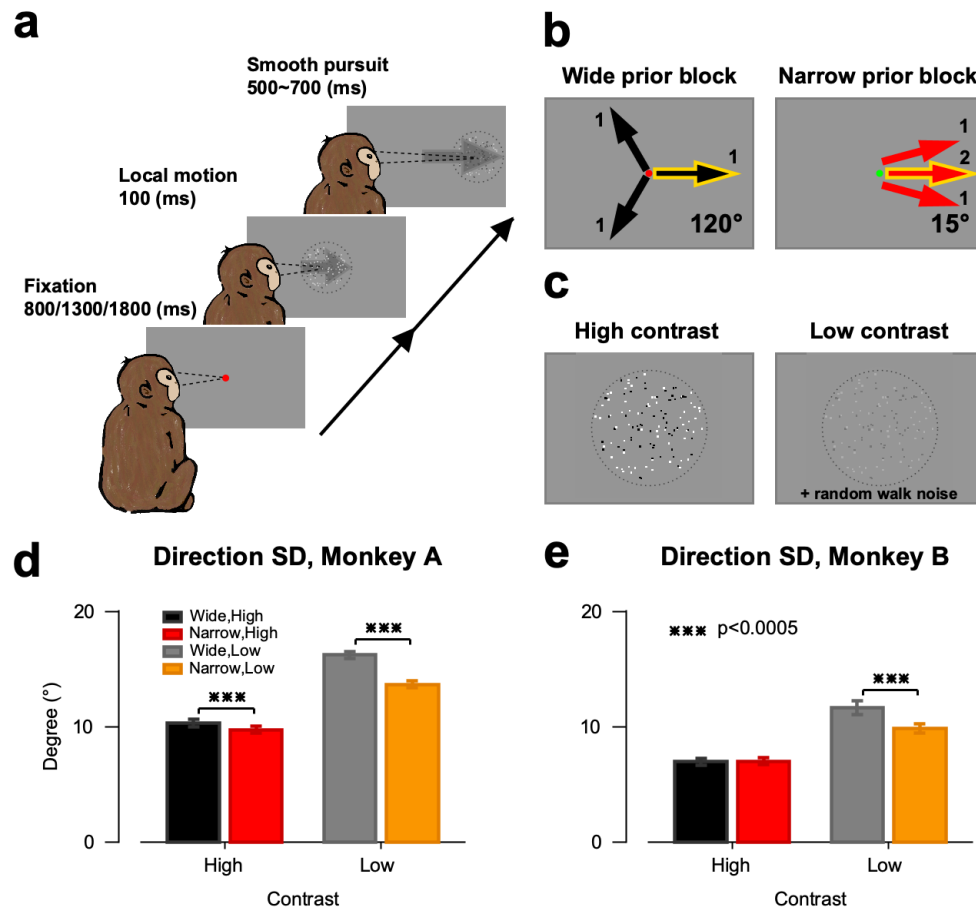 a
Smooth pursuit
500~700 (ms)
Local motion
100 (ms)
Fixation
800/1300/1800 (ms)
b
Wide prior block
1
1
1
120°
Narrow prior block
1
2
1
15°
c
High contrast
Low contrast
+ random walk noise
d
Direction SD, Monkey A
20
10
0
Degree (°)
Wide,High
Narrow,High
Wide,Low
Narrow,Low
***
***
High
Low
Contrast
e
Direction SD, Monkey B
20
10
0
*** p<0.0005
***
High
Low
Contrast